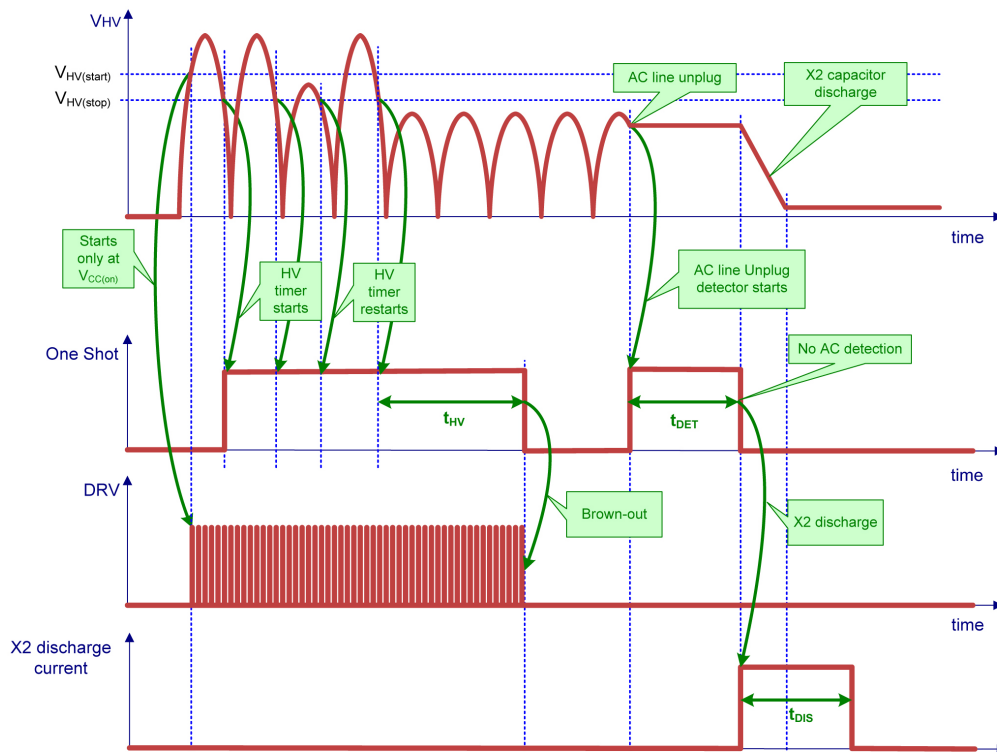 VHV
VHV(start)
VHV(stop)
AC line unplug
X2 capacitor
discharge
time
Starts
only at
VCC(on)
HV
timer
starts
HV
timer
restarts
AC line Unplug
detector starts
One Shot
No AC detection
tHV
tDET
time
DRV
Brown-out
X2 discharge
time
X2 discharge
current
tDIS